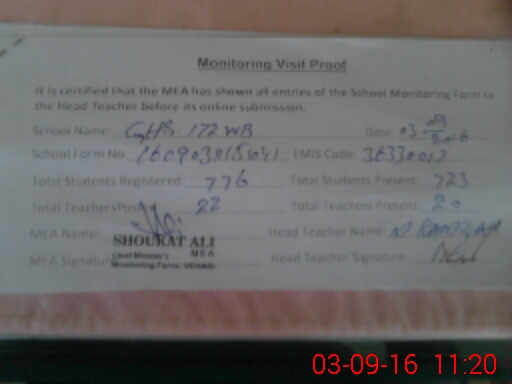 Monitoring Visit Proof
It is certified that the MEA has shown all entries of the School Monitoring Form to
the Head Teacher before its online submission.
School Name: GHS. 172 WB Date: 03 09 2016
School Form No: EMIS Code: 36330017
Total Students Registered: 776 Total Students Present: 723
Total Teachers Posted: 22 Total Teachers Present: 20
MEA Name: Head Teacher Name: M RAMZAN
SHOUKAT ALI
MEA Signature: Chief Minister's MEA Head Teacher Signature:
Monitoring Force, VEHARI
03-09-16 11:20